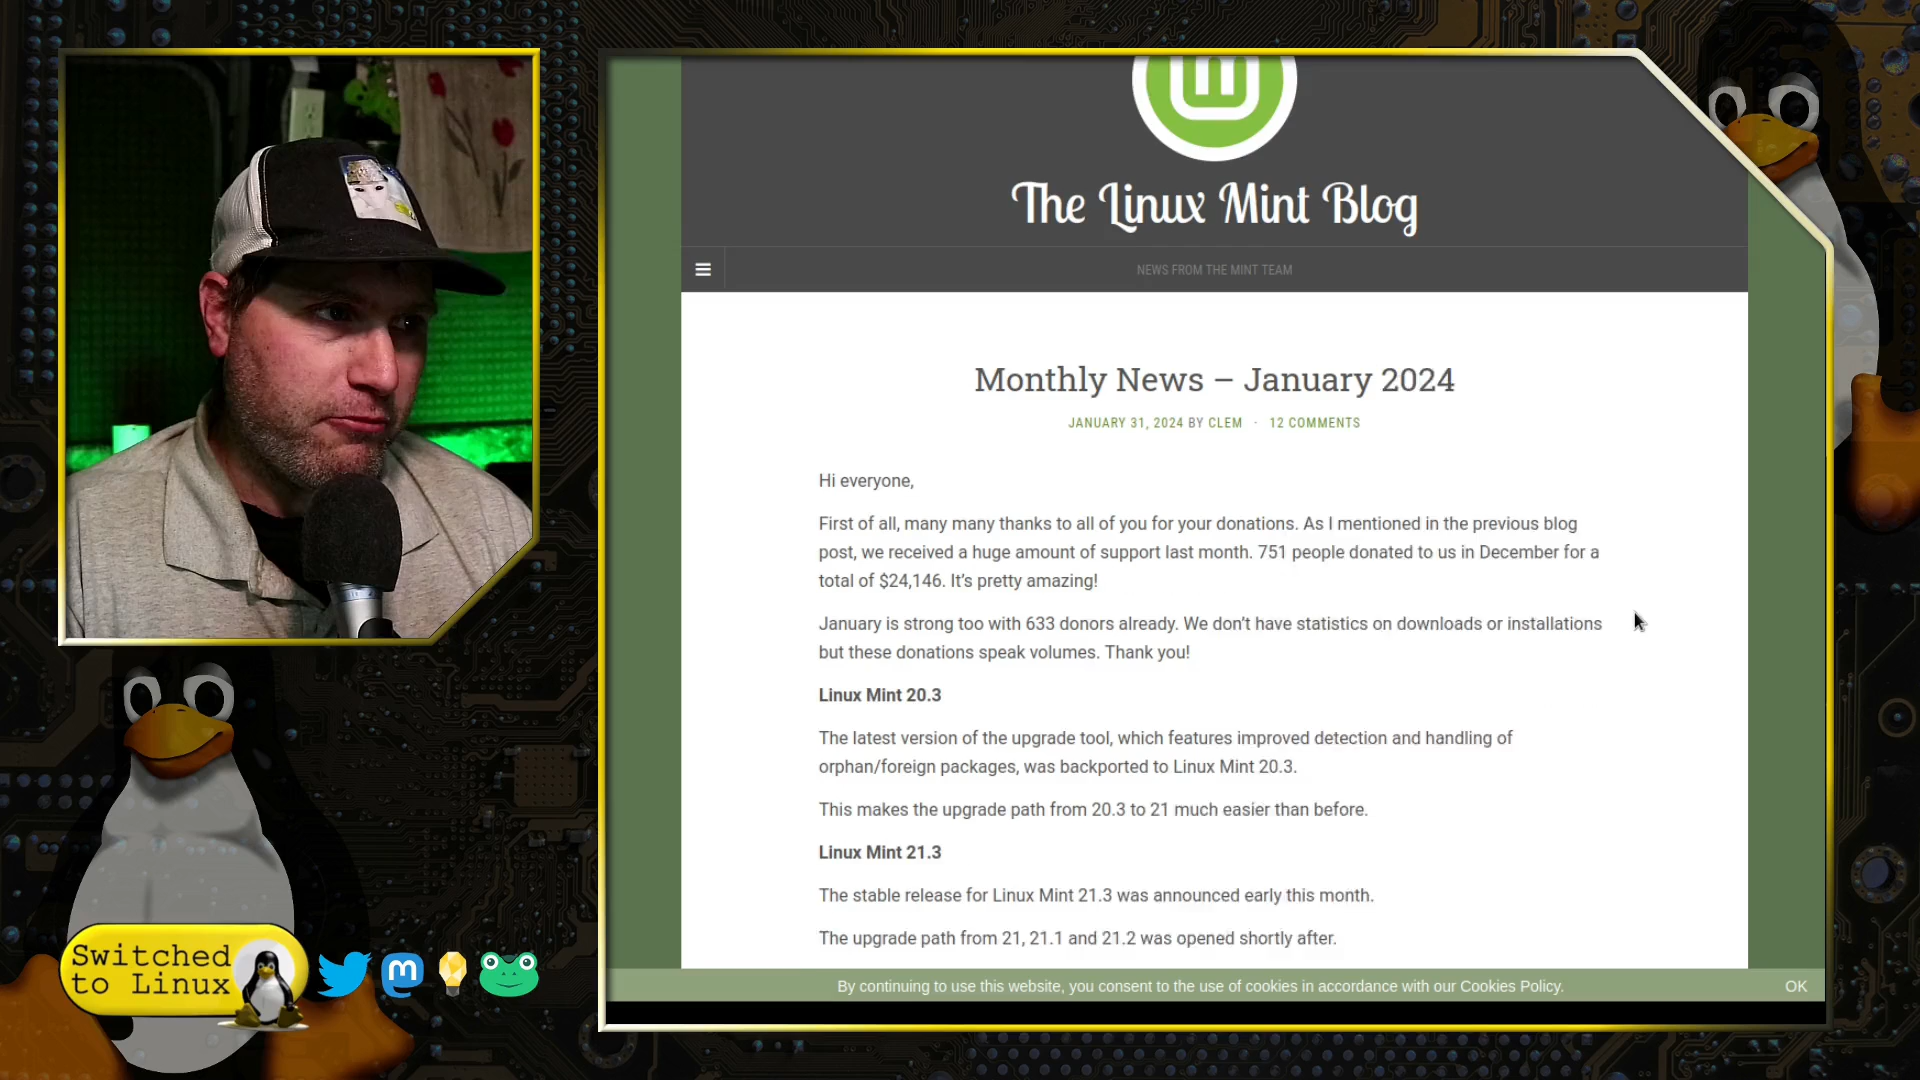 The Linux Mint Blog
NEWS FROM THE MINT TEAM
Monthly News – January 2024
JANUARY 31, 2024 BY CLEM · 12 COMMENTS
Hi everyone,
First of all, many many thanks to all of you for your donations. As I mentioned in the previous blog
post, we received a huge amount of support last month. 751 people donated to us in December for a
total of $24,146. It’s pretty amazing!
January is strong too with 633 donors already. We don’t have statistics on downloads or installations
but these donations speak volumes. Thank you!
Linux Mint 20.3
The latest version of the upgrade tool, which features improved detection and handling of
orphan/foreign packages, was backported to Linux Mint 20.3.
This makes the upgrade path from 20.3 to 21 much easier than before.
Linux Mint 21.3
The stable release for Linux Mint 21.3 was announced early this month.
The upgrade path from 21, 21.1 and 21.2 was opened shortly after.
By continuing to use this website, you consent to the use of cookies in accordance with our Cookies Policy.
OK
Switched
to Linux
m